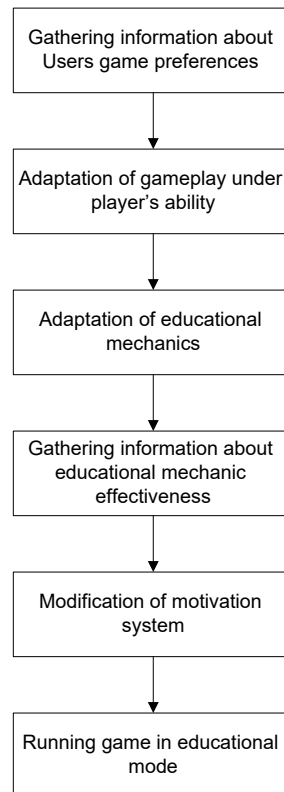 Gathering information about
Users game preferences
Adaptation of gameplay under
player's ability
Adaptation of educational
mechanics
Gathering information about
educational mechanic
effectiveness
Modification of motivation
system
Running game in educational
mode